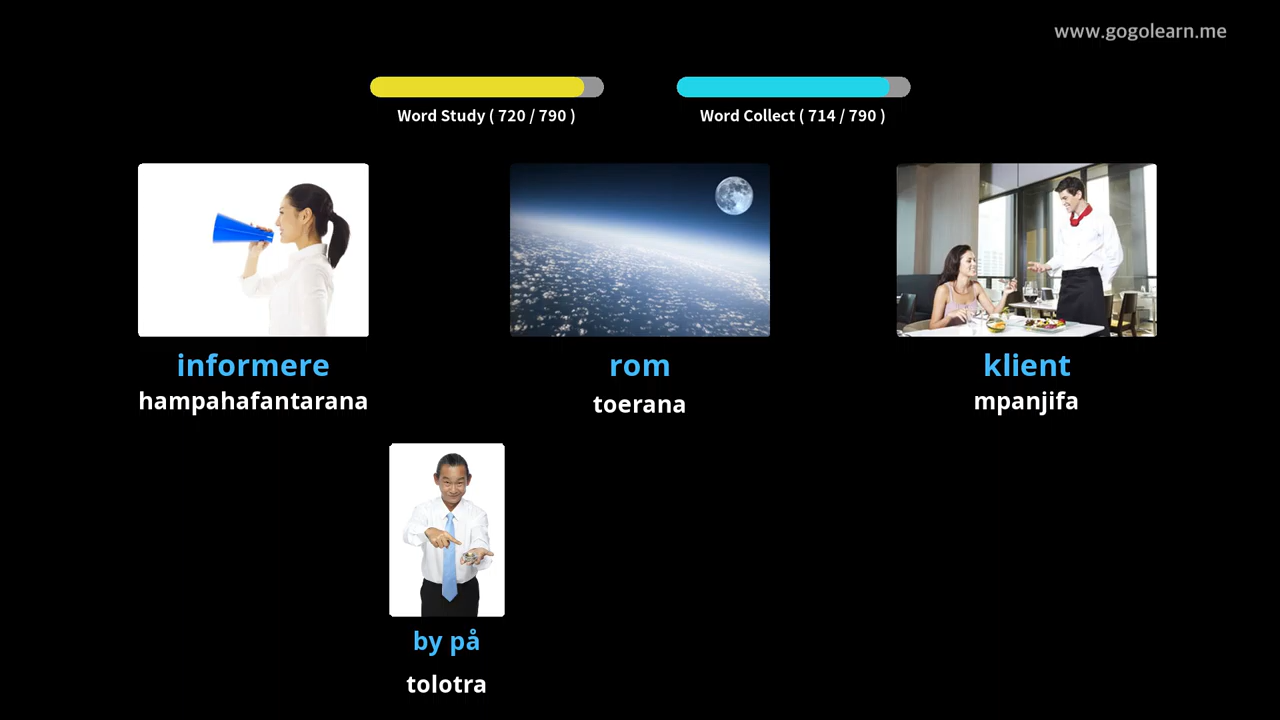 www.gogolearn.me
Word Study ( 720 / 790 )
Word Collect ( 714 / 790 )
informere
hampahafantarana
rom
toerana
klient
mpanjifa
by på
tolotra